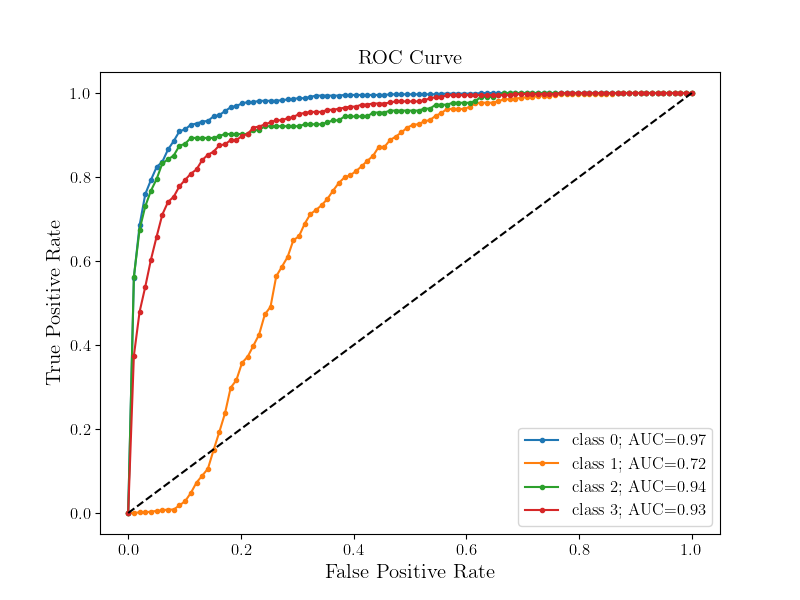 ROC Curve
1.0
0.8
0.6
0.4
0.2
0.0
True Positive Rate
class 0; AUC=0.97
class 1; AUC=0.72
class 2; AUC=0.94
class 3; AUC=0.93
0.0 0.2 0.4 0.6 0.8 1.0
False Positive Rate